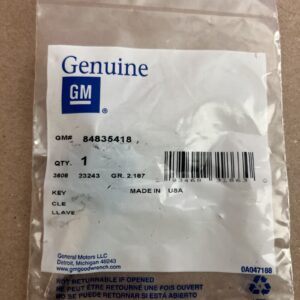 Genuine
GM
®
GM# 84835418
QTY. 1
3808 23243 GR. 2.187
KEY MADE IN USA
CLE
LLAVE
General Motors LLC
Detroit, Michigan 48243
www.gmgoodwrench.com
0A047188
NOT RETURNABLE IF OPENED
NE PEUT ÊTRE RETOURNÉ UNE FOIS OUVERT
NO SE PUEDE RETORNAR SI ESTÁ ABIERTO